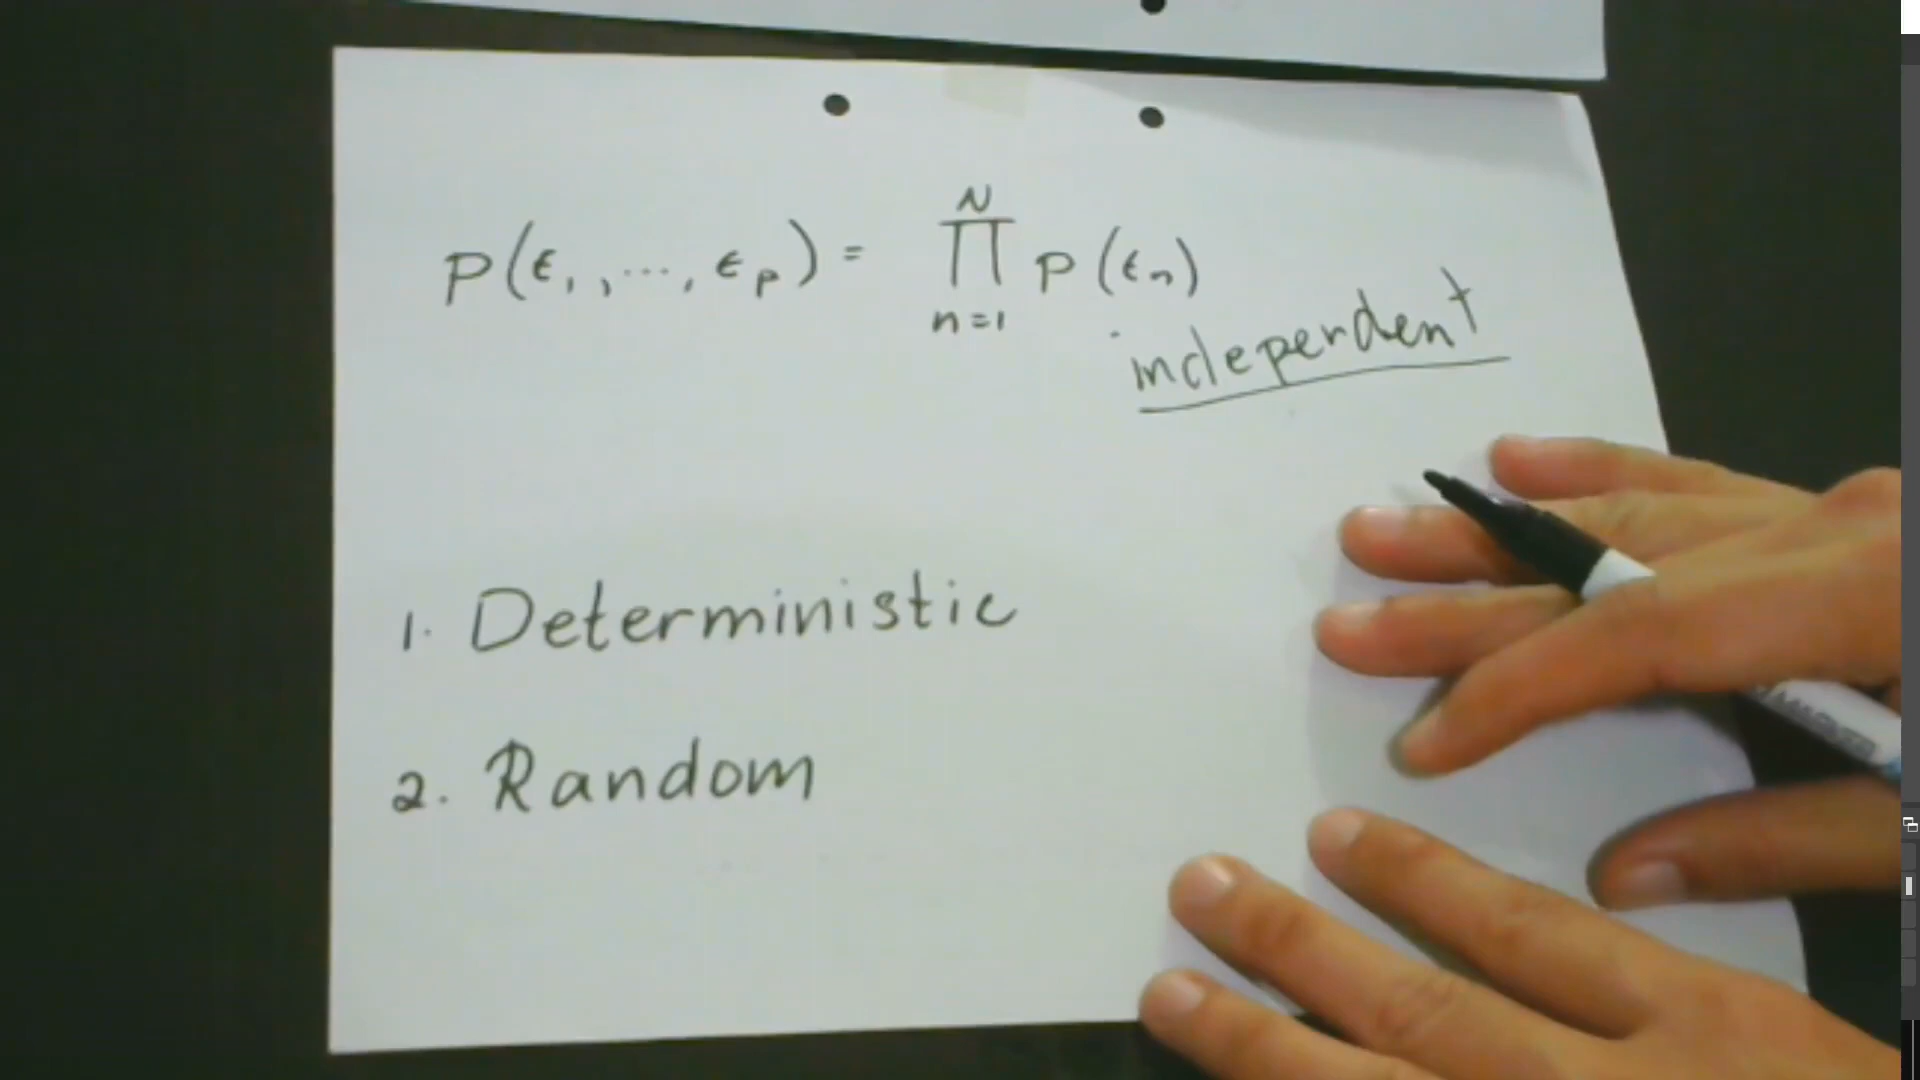 P(ϵ₁, ..., ϵₚ) = ∏ₙ₌₁ᴺ P(ϵₙ)
independent
1. Deterministic
2. Random